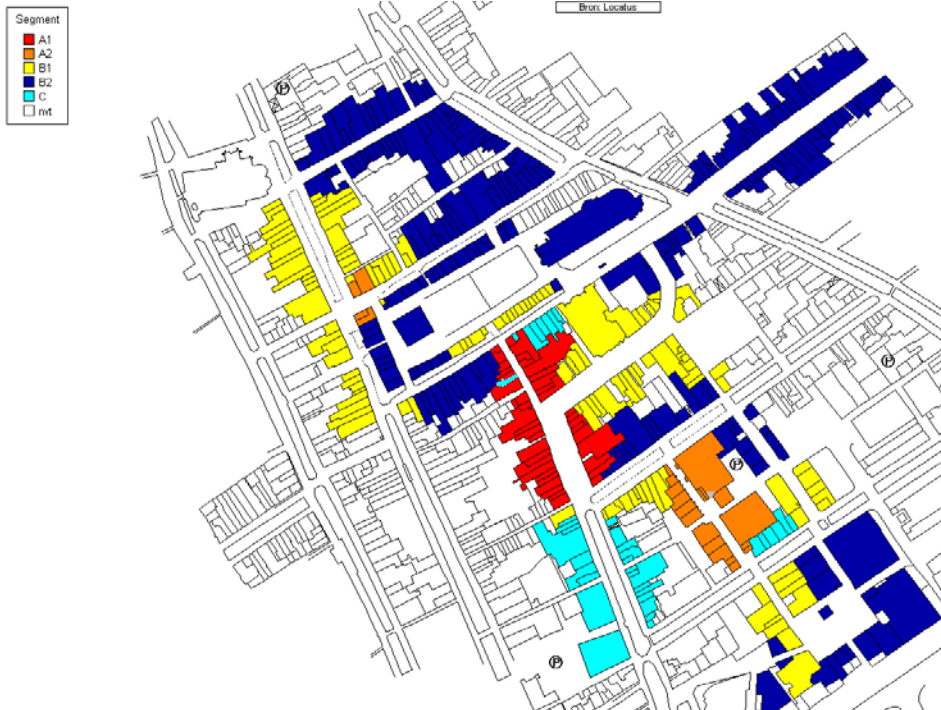 Bron: Locatus
Segment
A1
A2
B1
B2
C
nvt
P
P
P